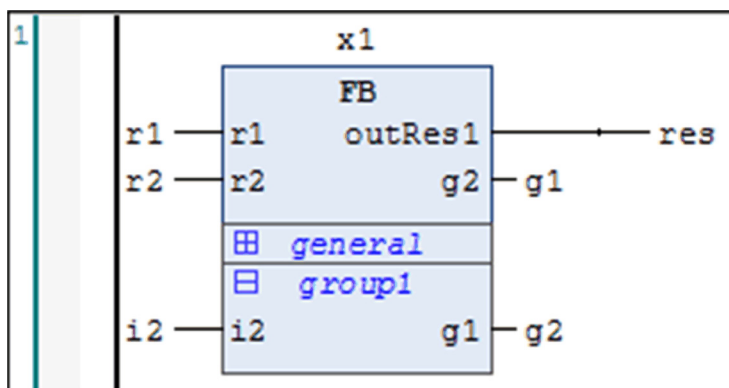 1
x1
FB
r1 r1 outRes1 res
r2 r2 g2 g1
general
group1
i2 i2 g1 g2